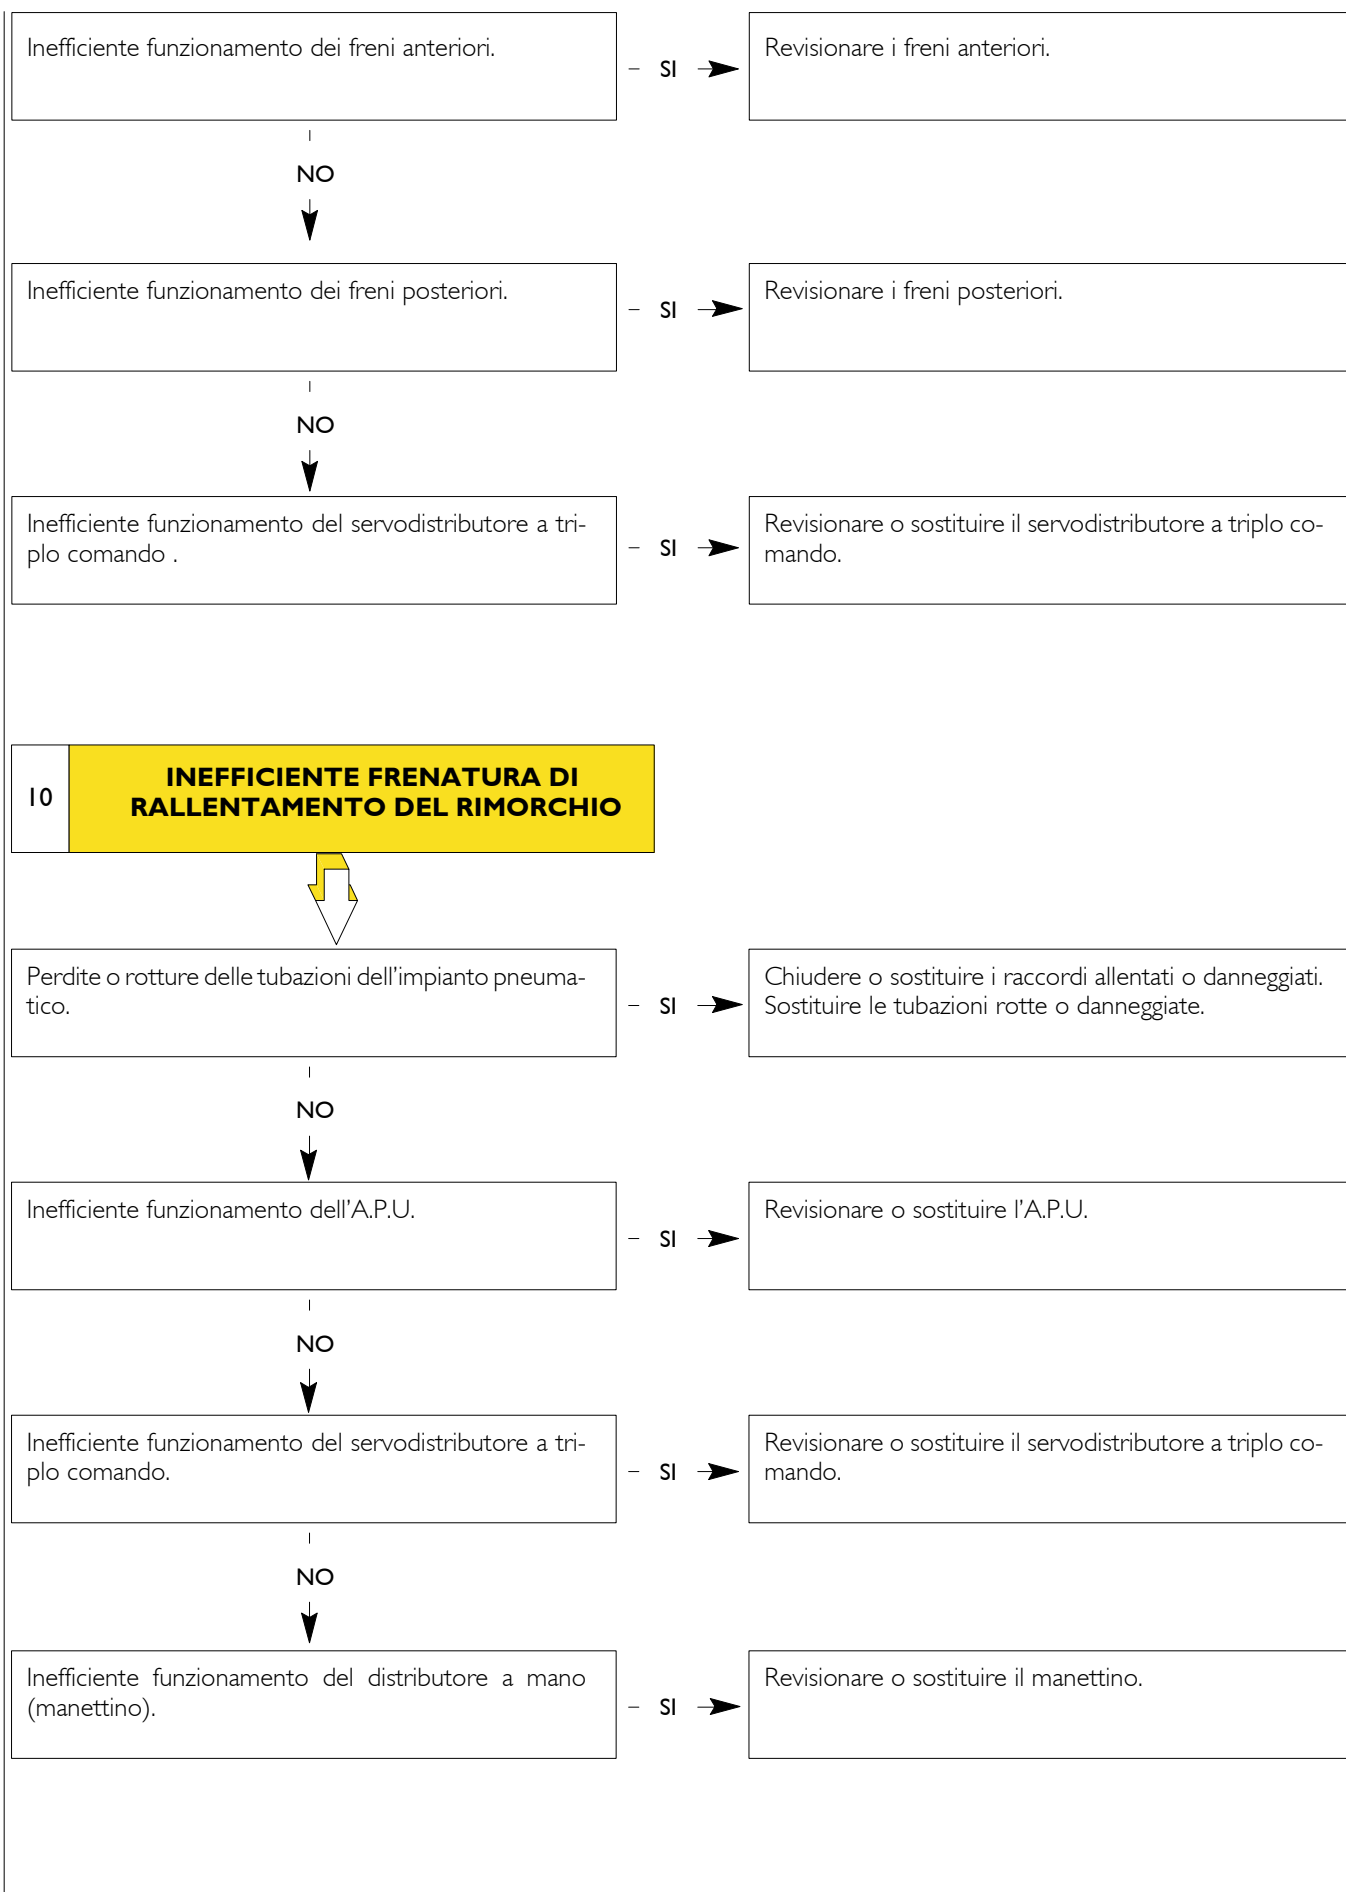 Inefficiente funzionamento dei freni anteriori.
SI
Revisionare i freni anteriori.
NO
Inefficiente funzionamento dei freni posteriori.
SI
Revisionare i freni posteriori.
NO
Inefficiente funzionamento del servodistributore a tri-
plo comando .
SI
Revisionare o sostituire il servodistributore a triplo co-
mando.
10
INEFFICIENTE FRENATURA DI
RALLENTAMENTO DEL RIMORCHIO
Perdite o rotture delle tubazioni dell'impianto pneuma-
tico.
SI
Chiudere o sostituire i raccordi allentati o danneggiati.
Sostituire le tubazioni rotte o danneggiate.
NO
Inefficiente funzionamento dell'A.P.U.
SI
Revisionare o sostituire l'A.P.U.
NO
Inefficiente funzionamento del servodistributore a tri-
plo comando.
SI
Revisionare o sostituire il servodistributore a triplo co-
mando.
NO
Inefficiente funzionamento del distributore a mano
(manettino).
SI
Revisionare o sostituire il manettino.